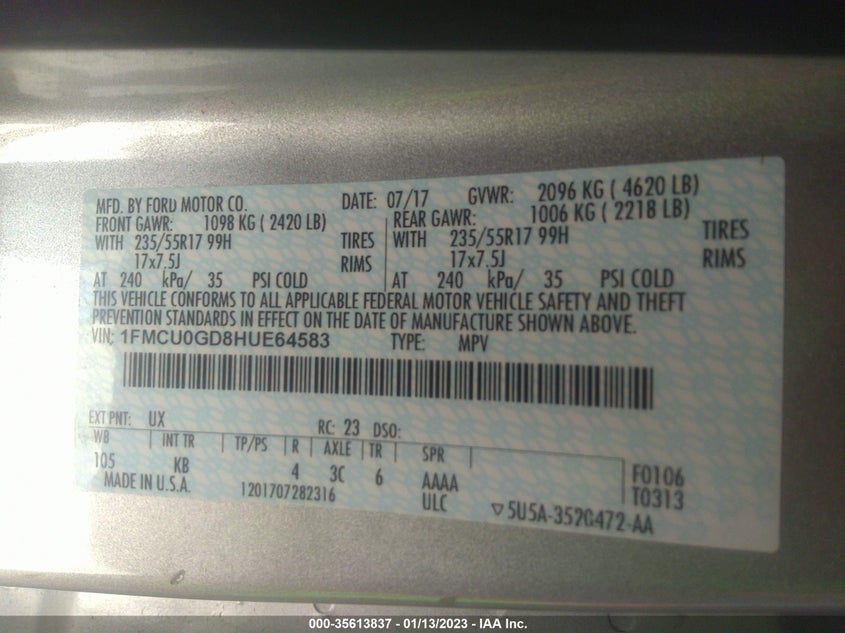 MFD. BY FORD MOTOR CO. DATE: 07/17 GVWR: 2096 KG ( 4620 LB)
FRONT GAWR: 1098 KG ( 2420 LB) REAR GAWR: 1006 KG ( 2218 LB)
WITH 235/55R17 99H TIRES WITH 235/55R17 99H TIRES
17x7.5J RIMS 17x7.5J RIMS
AT 240 kPa/ 35 PSI COLD AT 240 kPa/ 35 PSI COLD
THIS VEHICLE CONFORMS TO ALL APPLICABLE FEDERAL MOTOR VEHICLE SAFETY AND THEFT
PREVENTION STANDARDS IN EFFECT ON THE DATE OF MANUFACTURE SHOWN ABOVE.
VIN: 1FMCU0GD8HUE64583 TYPE: MPV
EXT PNT: UX RC: 23 DSO:
WB INT TR TP/PS R AXLE TR SPR
105 KB 4 3C 6 AAAA F0106
MADE IN U.S.A. 1201707282316 ULC T0313
▽5U5A-3520472-AA
000-35613837 - 01/13/2023 - IAA Inc.